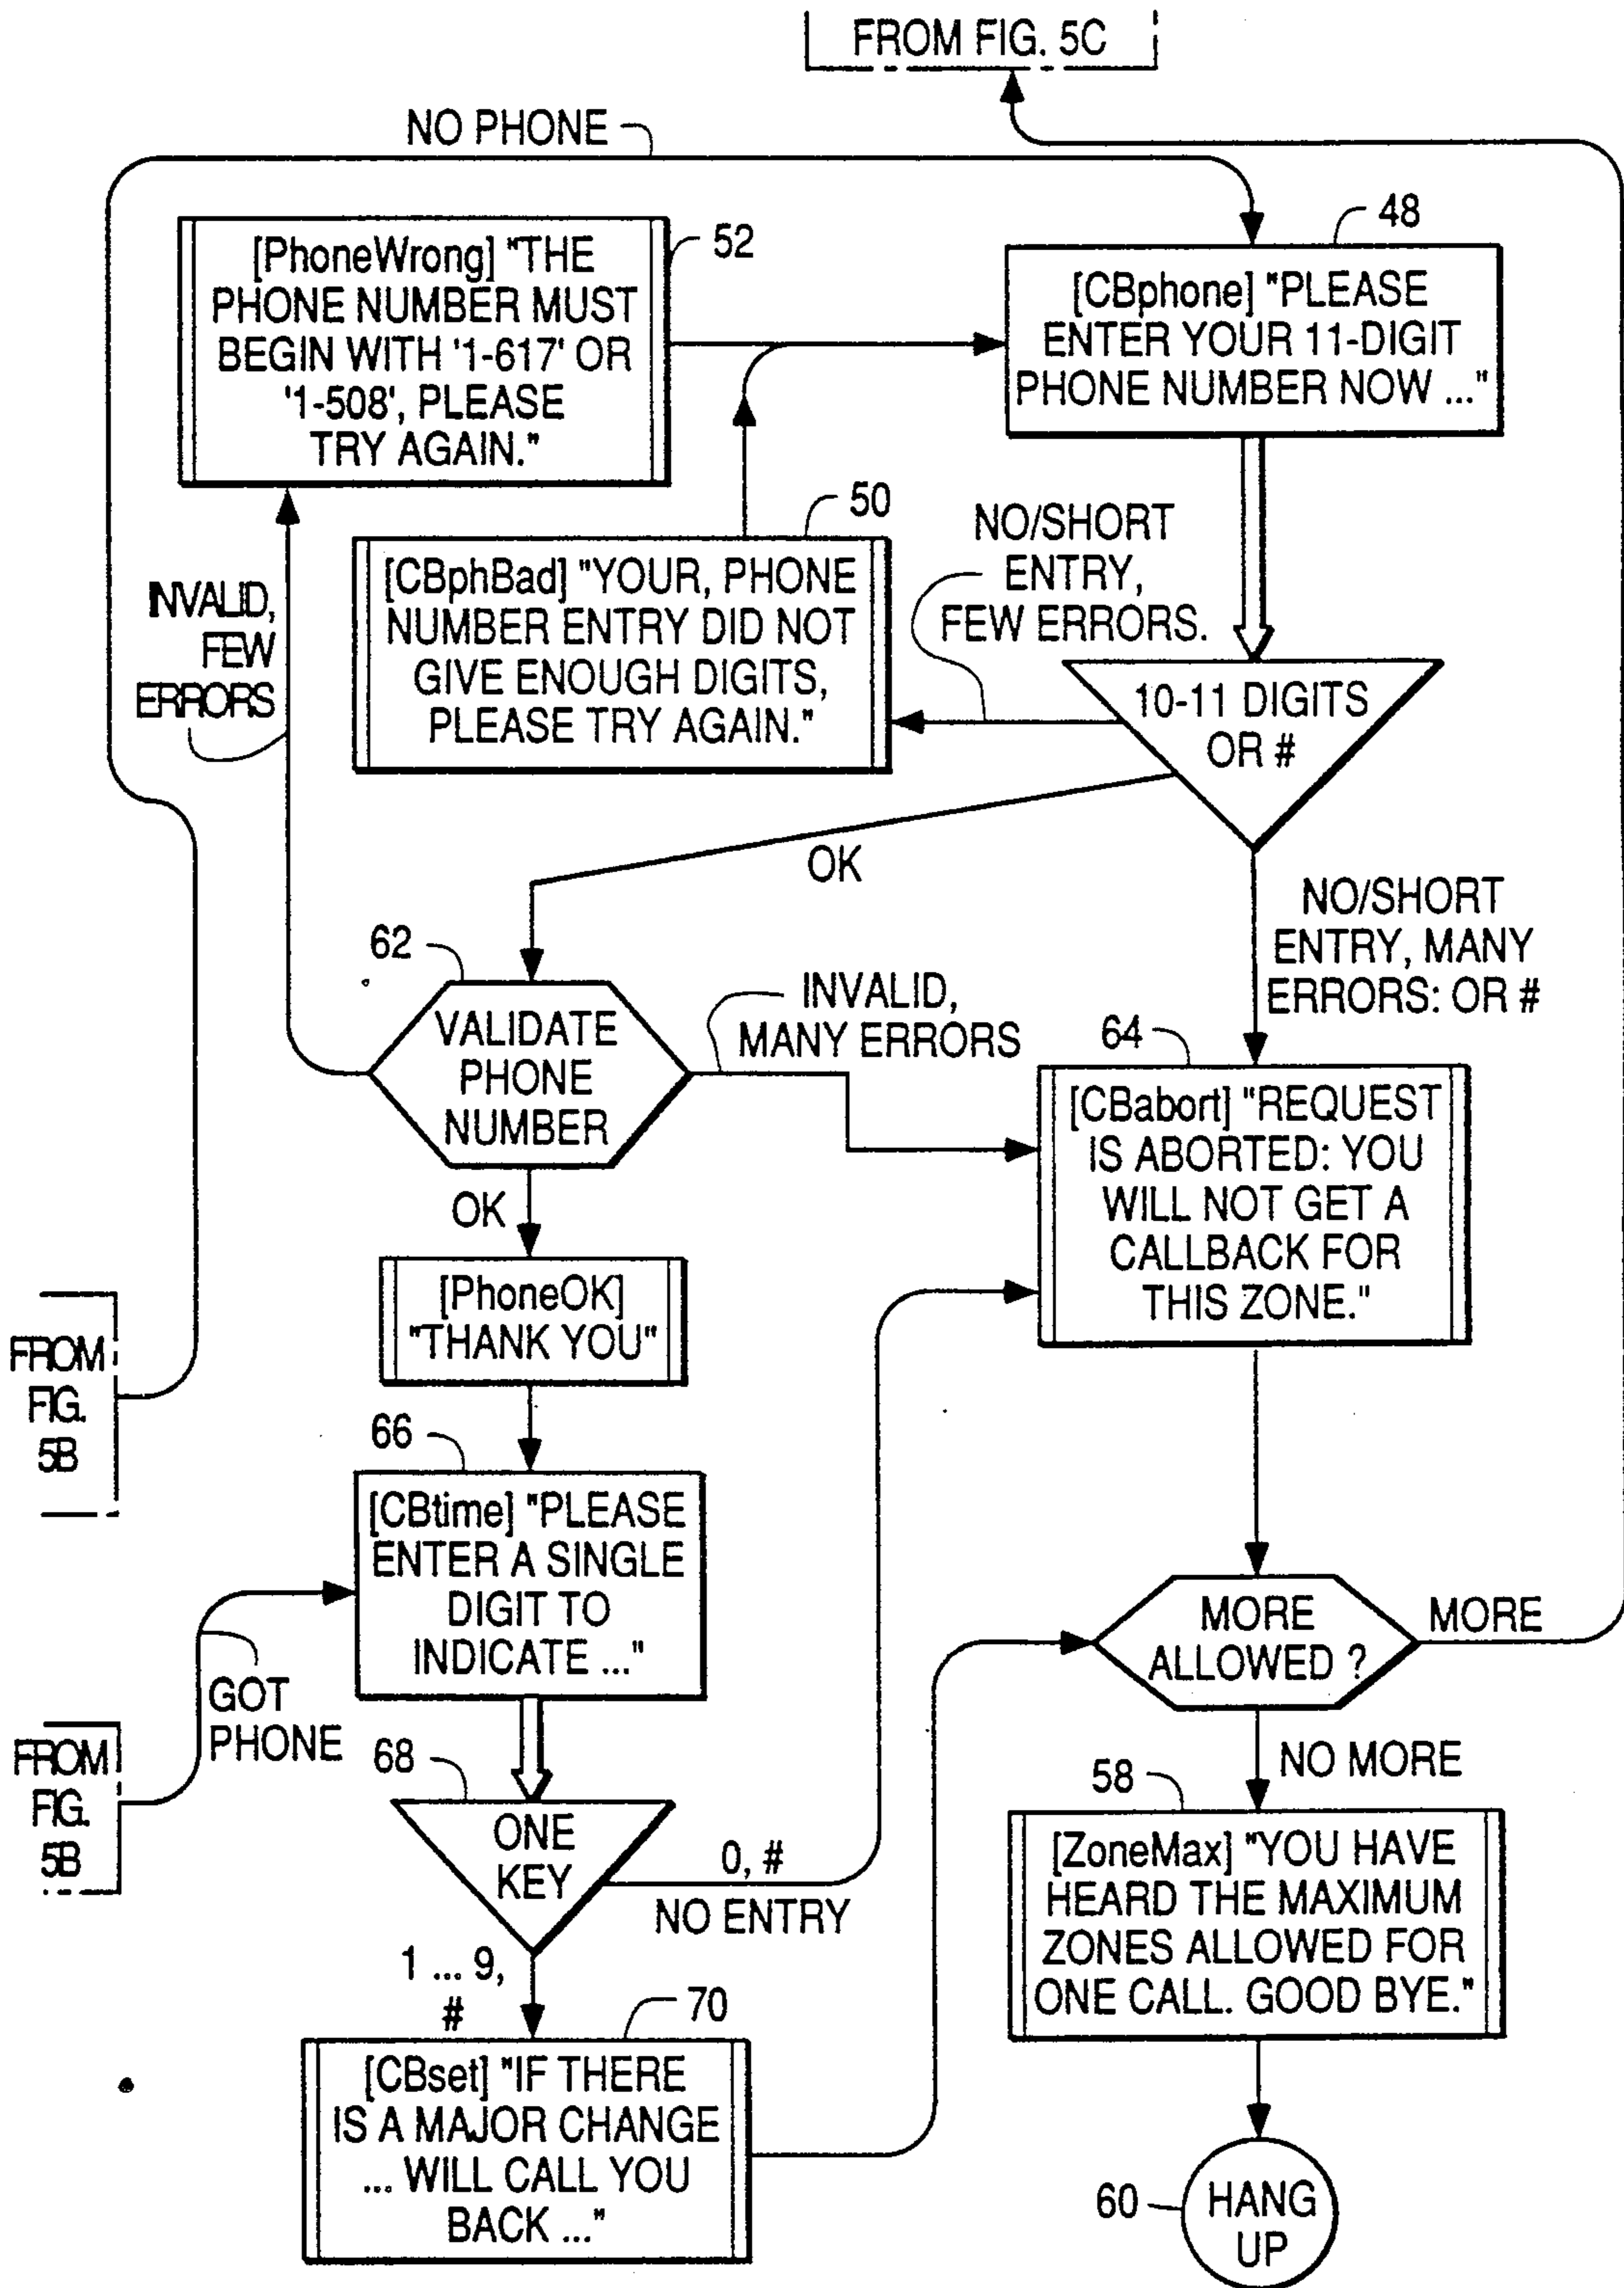 FROM FIG. 5C
NO PHONE
48
52
[PhoneWrong] "THE
PHONE NUMBER MUST
BEGIN WITH '1-617' OR
'1-508', PLEASE
TRY AGAIN."
[CBphone] "PLEASE
ENTER YOUR 11-DIGIT
PHONE NUMBER NOW ..."
50
NO/SHORT
ENTRY,
FEW ERRORS.
[CBphBad] "YOUR, PHONE
NUMBER ENTRY DID NOT
GIVE ENOUGH DIGITS,
PLEASE TRY AGAIN."
INVALID,
FEW
ERRORS
10-11 DIGITS
OR #
OK
NO/SHORT
ENTRY, MANY
ERRORS: OR #
62
VALIDATE
PHONE
NUMBER
INVALID,
MANY ERRORS
64
[CBabort] "REQUEST
IS ABORTED: YOU
WILL NOT GET A
CALLBACK FOR
THIS ZONE."
OK
[PhoneOK]
"THANK YOU"
FROM
FIG.
5B
66
[CBtime] "PLEASE
ENTER A SINGLE
DIGIT TO
INDICATE ..."
MORE
ALLOWED ?
MORE
GOT
PHONE
FROM
FIG.
5B
68
ONE
KEY
0, #
NO ENTRY
NO MORE
58
[ZoneMax] "YOU HAVE
HEARD THE MAXIMUM
ZONES ALLOWED FOR
ONE CALL. GOOD BYE."
1 ... 9,
#
70
[CBset] "IF THERE
IS A MAJOR CHANGE
... WILL CALL YOU
BACK ..."
60
HANG
UP